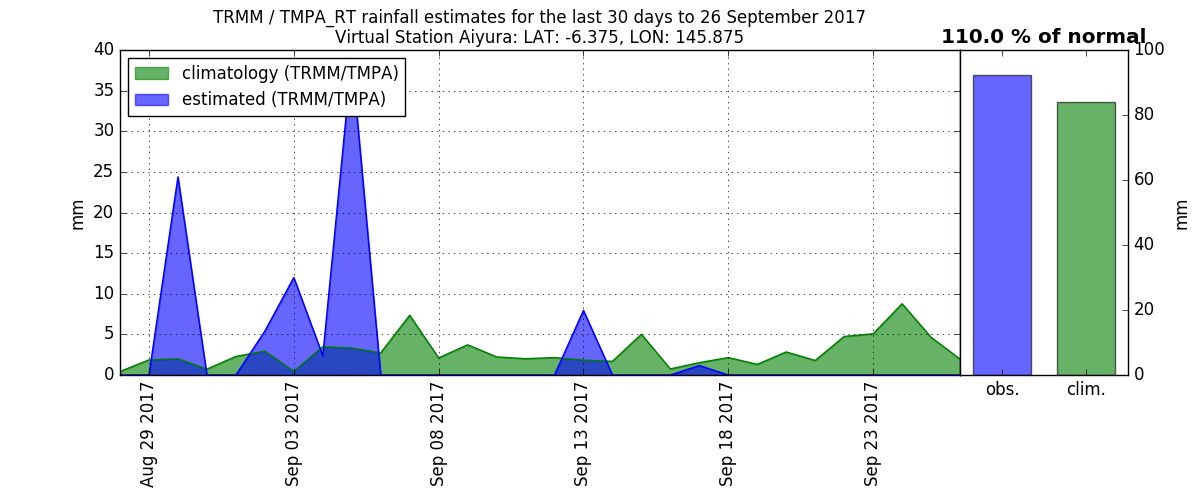 TRMM / TMPA_RT rainfall estimates for the last 30 days to 26 September 2017
Virtual Station Aiyura: LAT: -6.375, LON: 145.875
110.0 % of normal
climatology (TRMM/TMPA)
estimated (TRMM/TMPA)
mm
40
35
30
25
20
15
10
5
0
Aug 29 2017
Sep 03 2017
Sep 08 2017
Sep 13 2017
Sep 18 2017
Sep 23 2017
100
80
60
40
20
0
mm
obs.
clim.